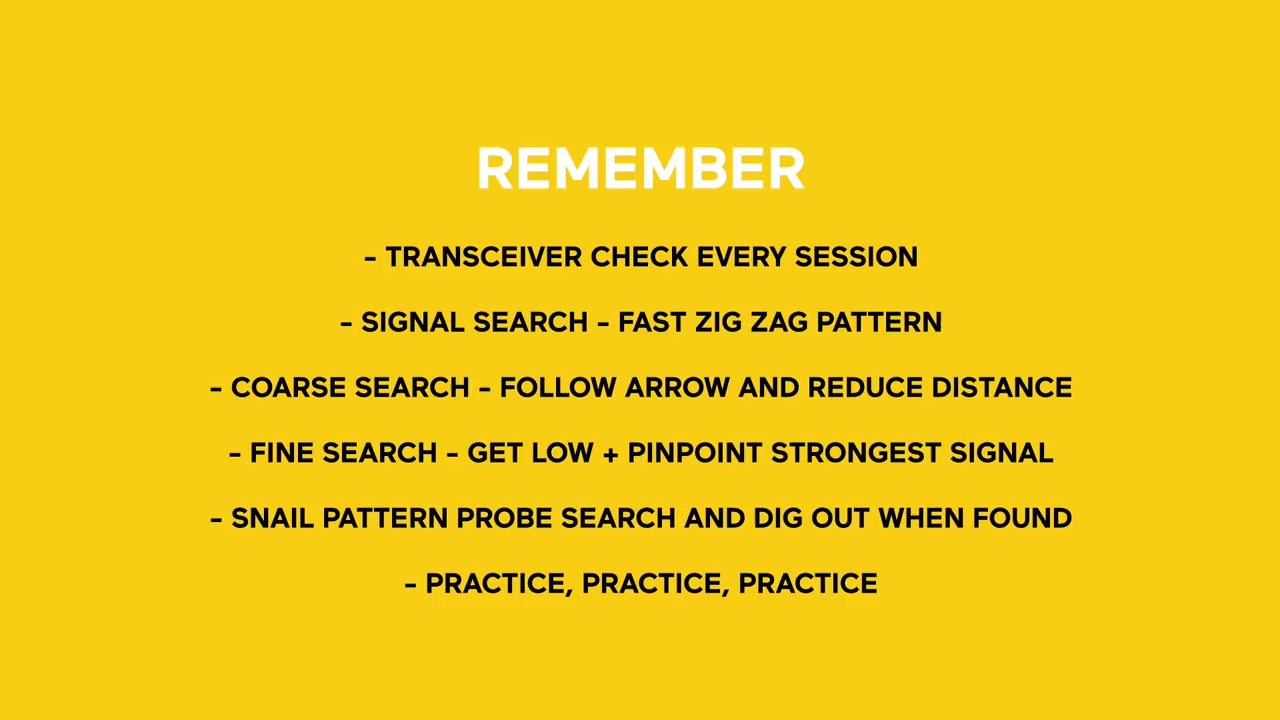 REMEMBER
- TRANSCEIVER CHECK EVERY SESSION
- SIGNAL SEARCH - FAST ZIG ZAG PATTERN
- COARSE SEARCH - FOLLOW ARROW AND REDUCE DISTANCE
- FINE SEARCH - GET LOW + PINPOINT STRONGEST SIGNAL
- SNAIL PATTERN PROBE SEARCH AND DIG OUT WHEN FOUND
- PRACTICE, PRACTICE, PRACTICE